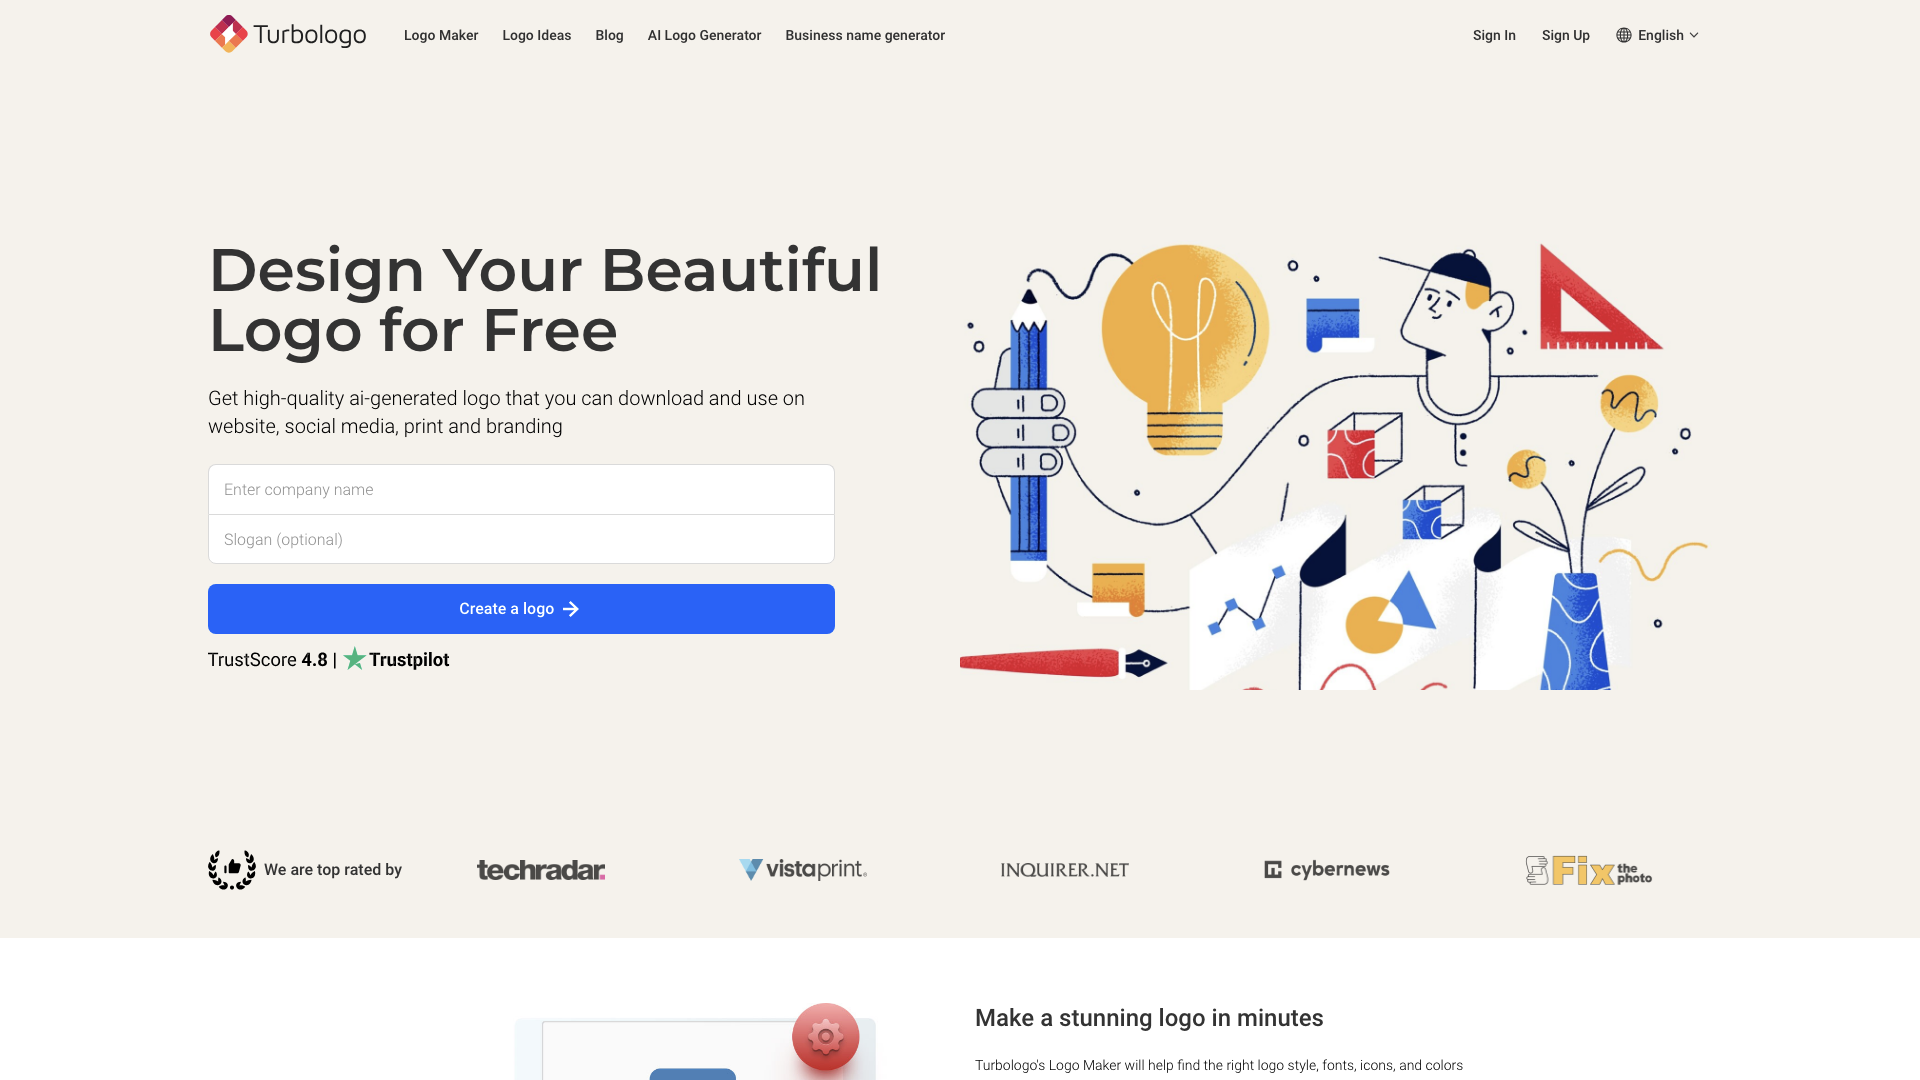 Turbologo
Logo Maker
Logo Ideas
Blog
AI Logo Generator
Business name generator
Sign In
Sign Up
English
Design Your Beautiful
Logo for Free
Get high-quality ai-generated logo that you can download and use on
website, social media, print and branding
Enter company name
Slogan (optional)
Create a logo
TrustScore 4.8 | Trustpilot
We are top rated by
techradar.
vistaprint.
INQUIRER.NET
cybernews
Fix the photo
Make a stunning logo in minutes
Turbologo's Logo Maker will help find the right logo style, fonts, icons, and colors